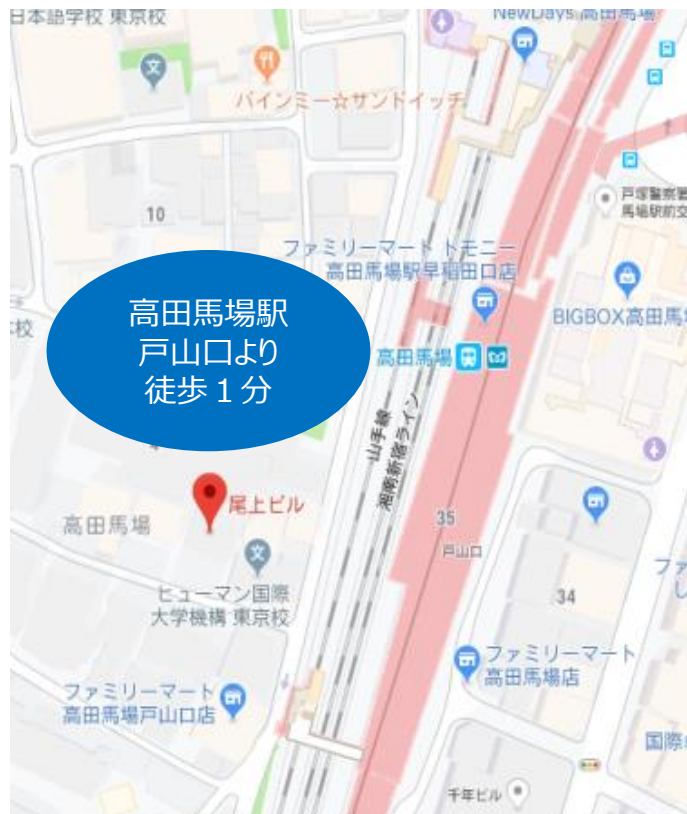 日本語学校 東京校
NewDays 高田馬場
バインミー☆サンドイッチ
10
戸塚警察署
馬場駅前交
ファミリーマート トモニー
高田馬場駅早稲田口店
BIGBOX高田馬場
校
高田馬場駅
戸山口より
徒歩１分
高田馬場
山手線
湘南新宿ライン
尾上ビル
高田馬場
35
戸山口
ヒューマン国際
大学機構 東京校
34
ファ
し
ファミリーマート
高田馬場店
ファミリーマート
高田馬場戸山口店
国際
千年ビル